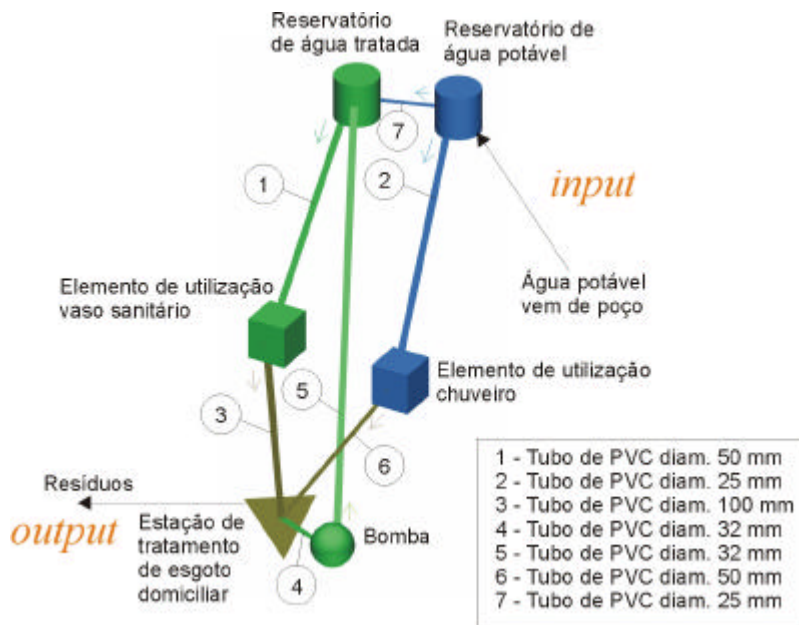 Reservatório
de água tratada
Reservatório de
água potável
7
1
2
input
Água potável
vem de poço
Elemento de utilização
vaso sanitário
Elemento de utilização
chuveiro
5
3
6
Resíduos
output
Estação de
tratamento
de esgoto
domiciliar
Bomba
4
1 - Tubo de PVC diam. 50 mm
2 - Tubo de PVC diam. 25 mm
3 - Tubo de PVC diam. 100 mm
4 - Tubo de PVC diam. 32 mm
5 - Tubo de PVC diam. 32 mm
6 - Tubo de PVC diam. 50 mm
7 - Tubo de PVC diam. 25 mm